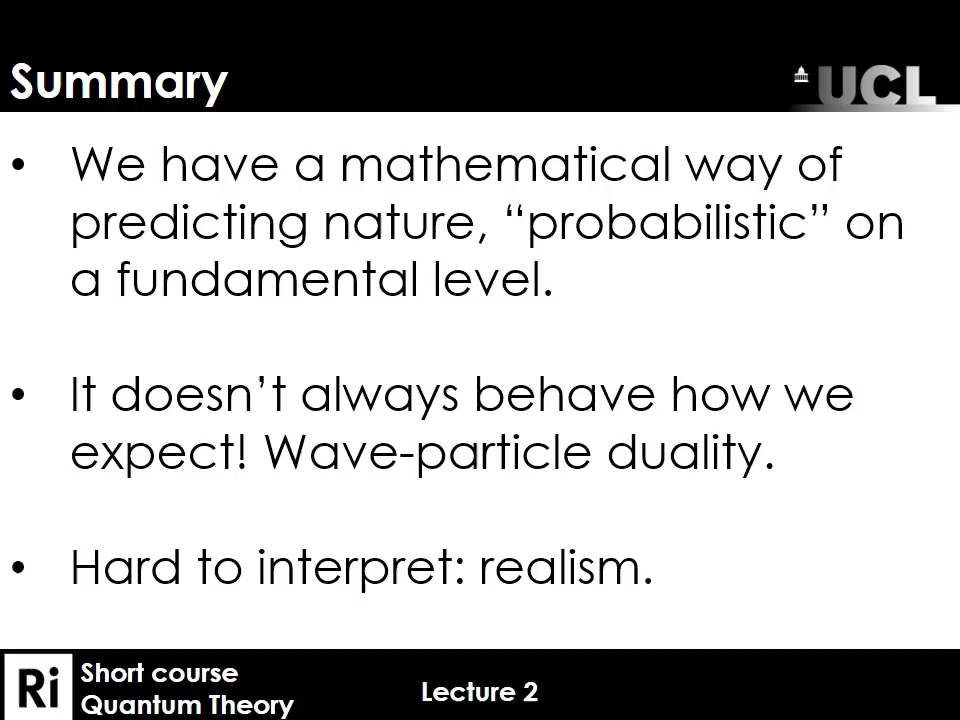 Summary
UCL
• We have a mathematical way of
predicting nature, “probabilistic” on
a fundamental level.
• It doesn’t always behave how we
expect! Wave-particle duality.
• Hard to interpret: realism.
Ri
Short course
Quantum Theory
Lecture 2